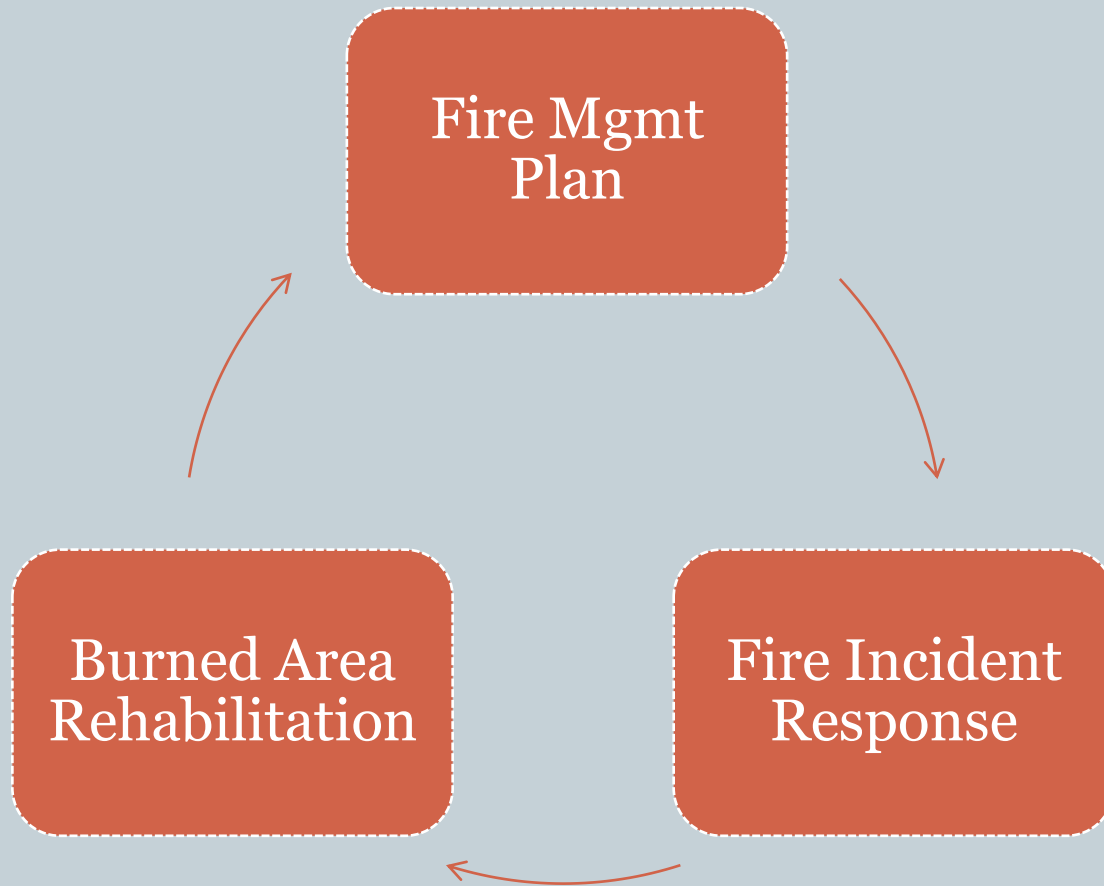 Fire Mgmt
Plan
Burned Area
Rehabilitation
Fire Incident
Response